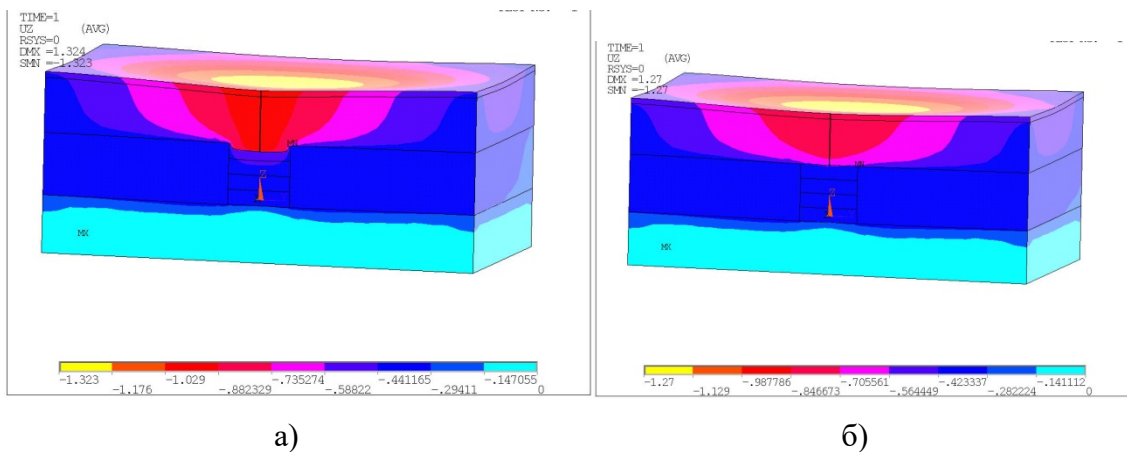 TIME=1
UZ (AVG)
RSYS=0
DMX =1.324
SMN =-1.323
MN
Z
MX
-1.323
-1.176
-1.029
-.882329
-.735274
-.58822
-.441165
-.29411
-.147055
0
а)
TIME=1
UZ (AVG)
RSYS=0
DMX =1.27
SMN =-1.27
MN
Z
MX
-1.27
-1.129
-.987786
-.846673
-.705561
-.564449
-.423337
-.282224
-.141112
0
б)